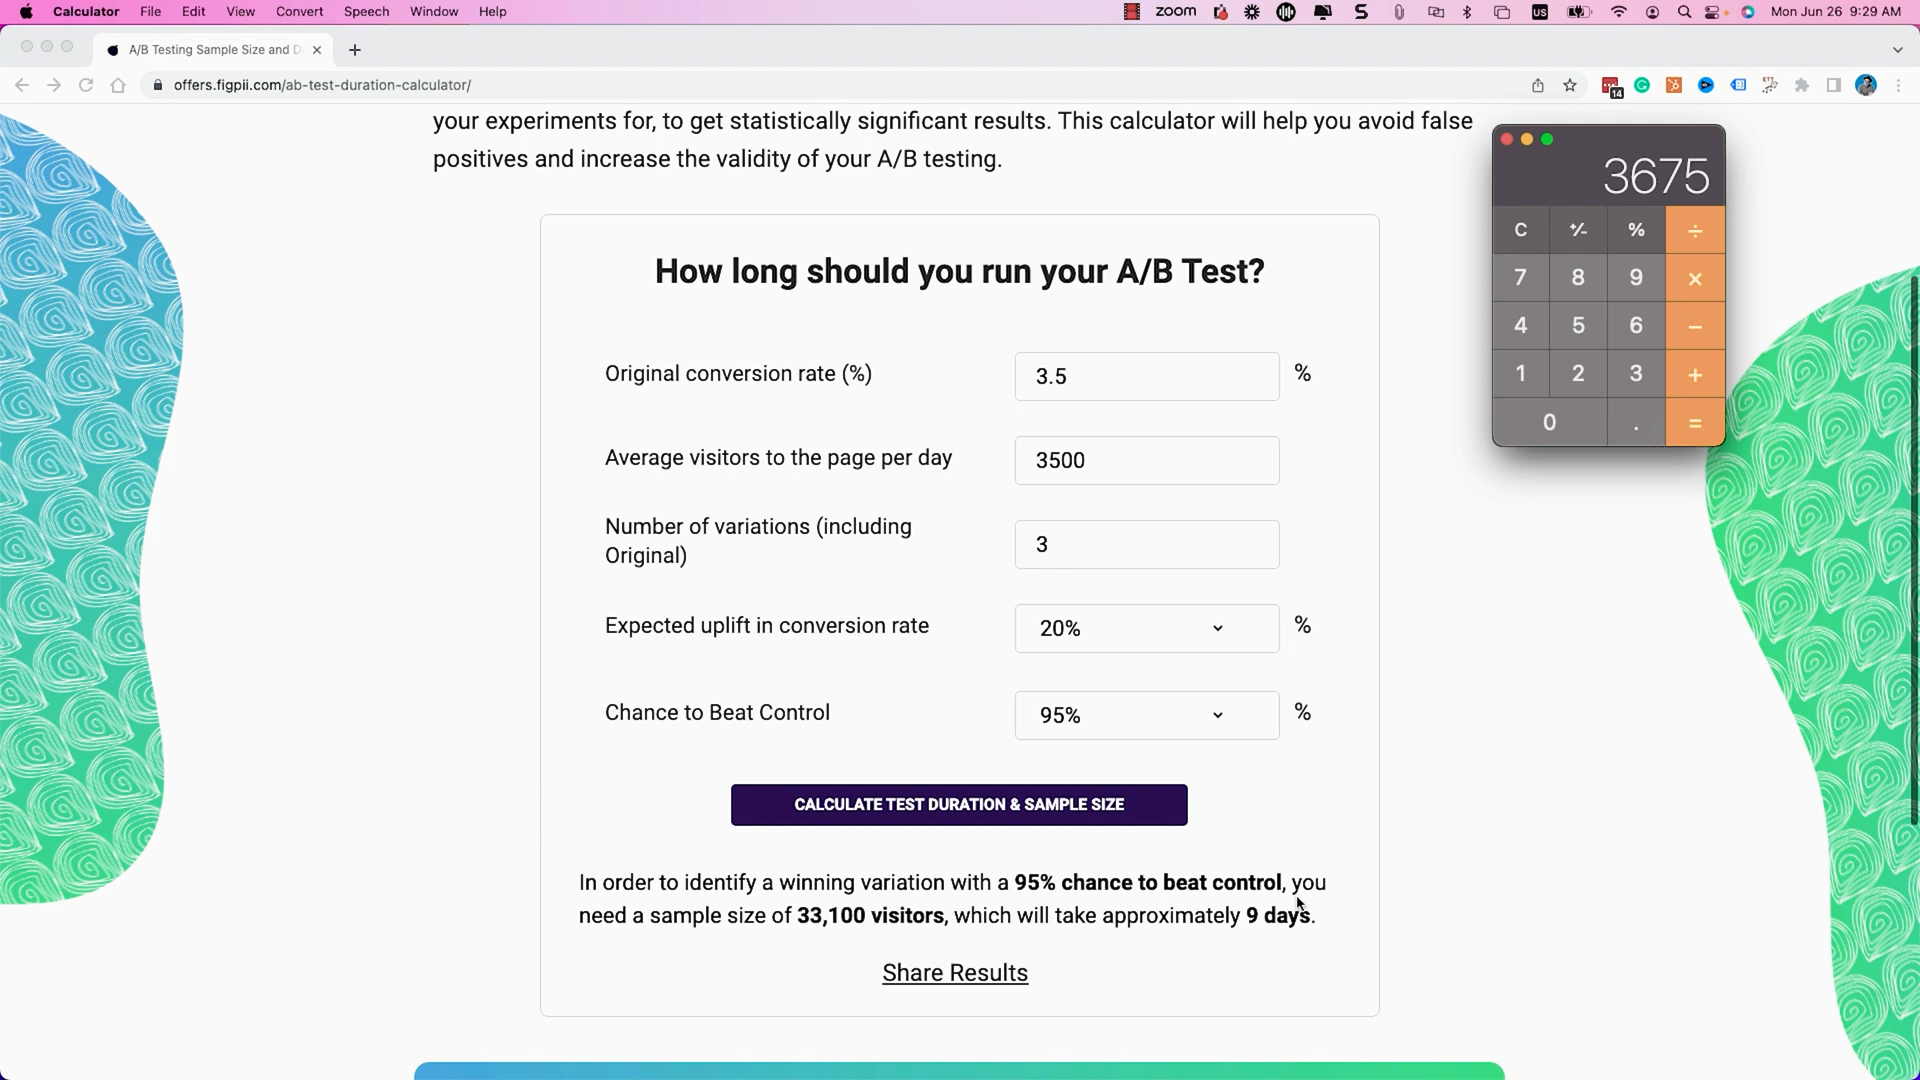 Calculator File Edit View Convert Speech Window Help zoom US Mon Jun 26 9:29 AM
A/B Testing Sample Size and D
offers.figpii.com/ab-test-duration-calculator/ 14
your experiments for, to get statistically significant results. This calculator will help you avoid false
positives and increase the validity of your A/B testing.
3675
C +/- % ÷
7 8 9 ×
4 5 6 −
1 2 3 +
0 . =
How long should you run your A/B Test?
Original conversion rate (%) 3.5 %
Average visitors to the page per day 3500
Number of variations (including
Original) 3
Expected uplift in conversion rate 20% %
Chance to Beat Control 95% %
CALCULATE TEST DURATION & SAMPLE SIZE
In order to identify a winning variation with a 95% chance to beat control, you
need a sample size of 33,100 visitors, which will take approximately 9 days.
Share Results